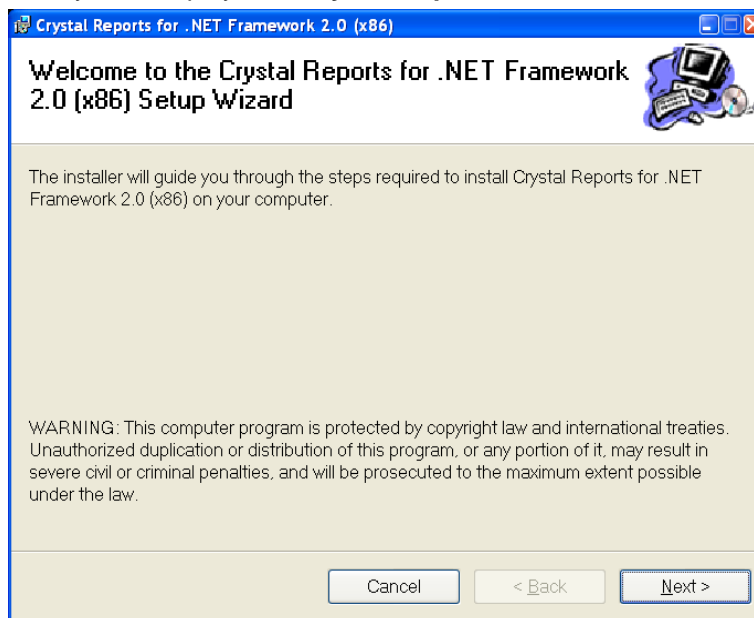 Crystal Reports for .NET Framework 2.0 (x86)
Welcome to the Crystal Reports for .NET Framework
2.0 (x86) Setup Wizard
The installer will guide you through the steps required to install Crystal Reports for .NET
Framework 2.0 (x86) on your computer.
WARNING: This computer program is protected by copyright law and international treaties.
Unauthorized duplication or distribution of this program, or any portion of it, may result in
severe civil or criminal penalties, and will be prosecuted to the maximum extent possible
under the law.
Cancel
< Back
Next >